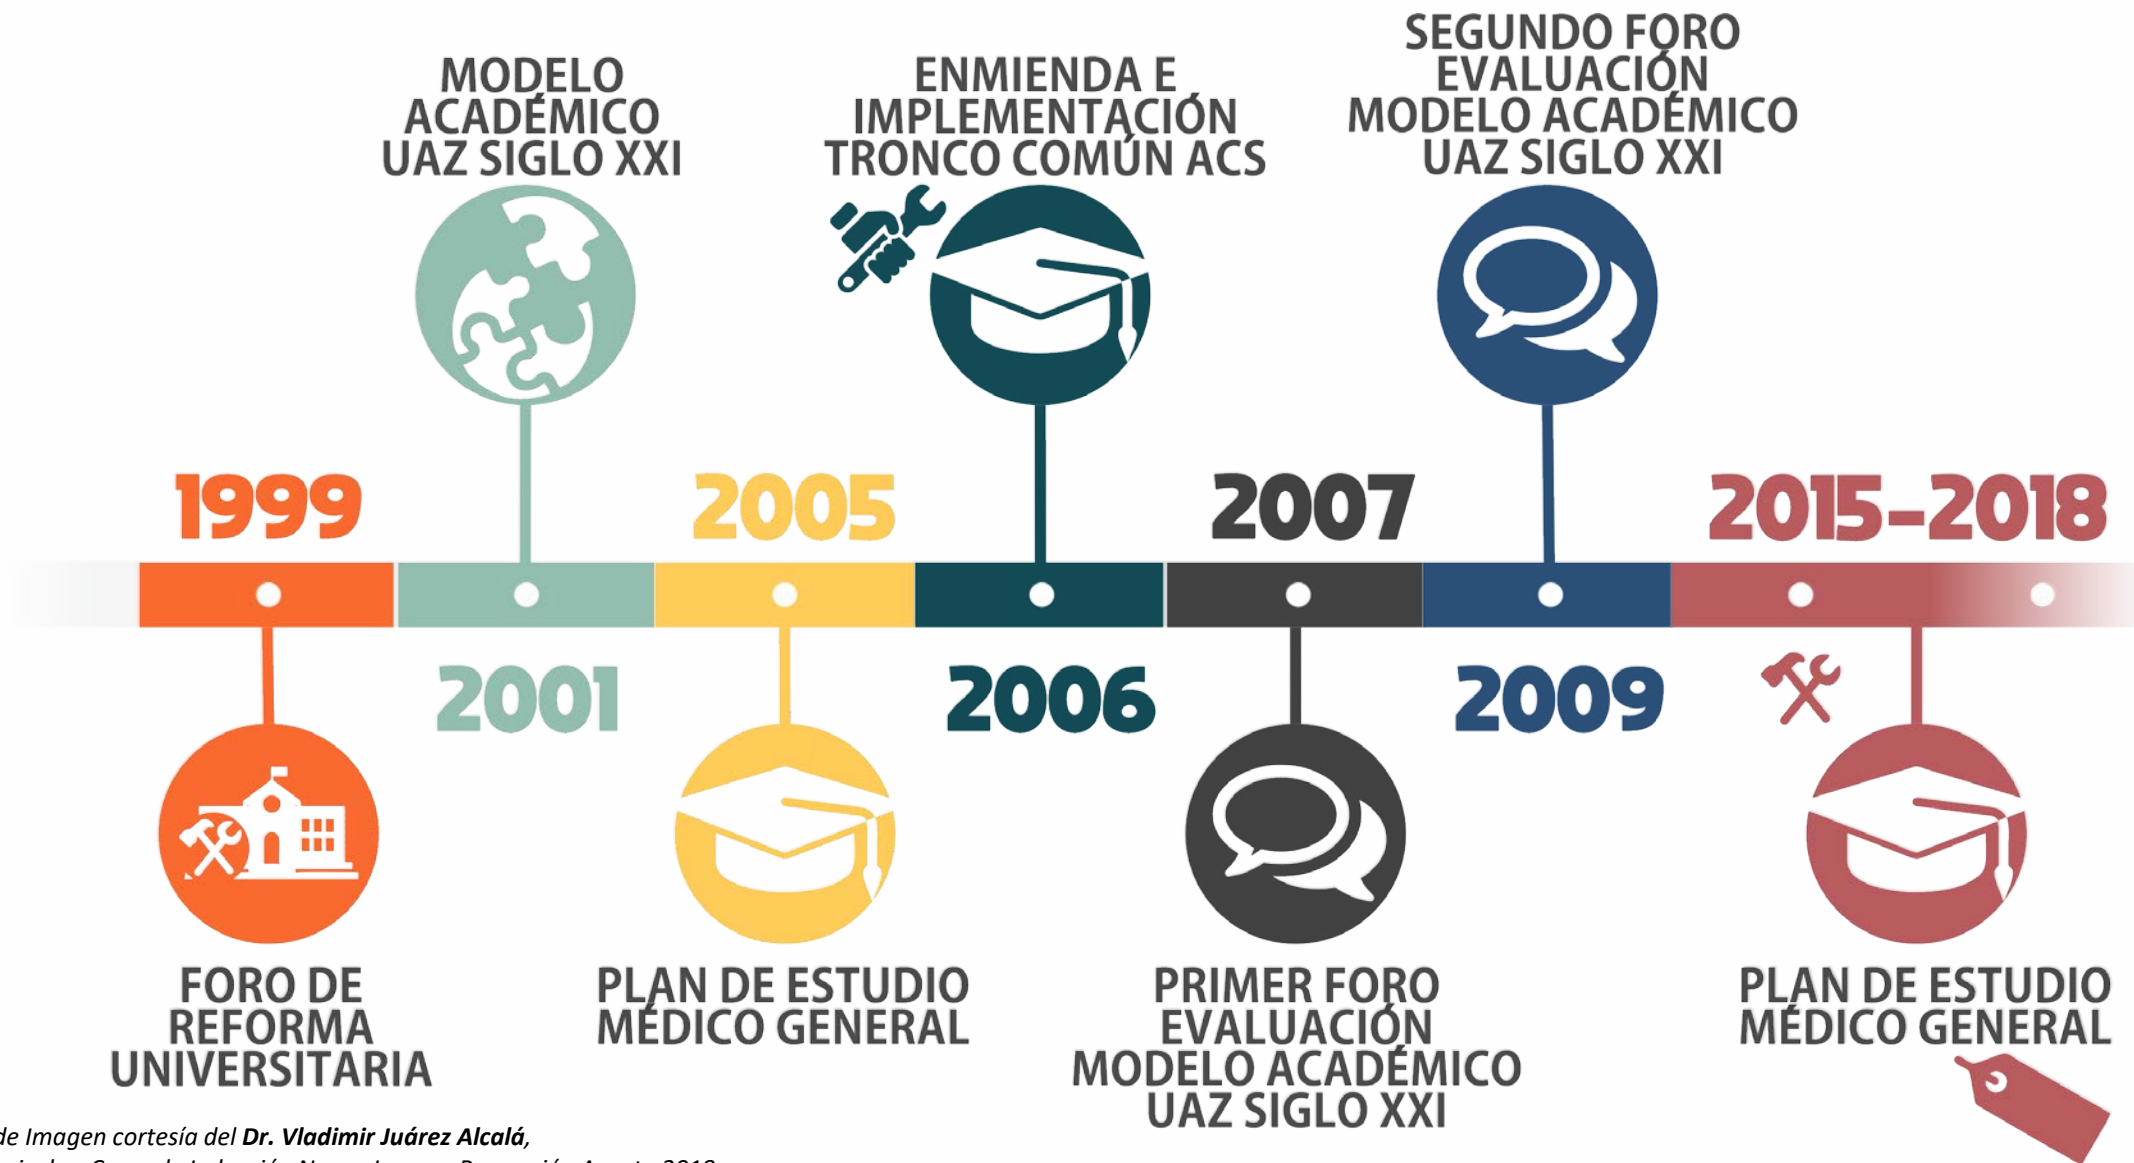 SEGUNDO FORO
EVALUACIÓN
MODELO ACADÉMICO
UAZ SIGLO XXI
MODELO
ACADÉMICO
UAZ SIGLO XXI
ENMIENDA E
IMPLEMENTACIÓN
TRONCO COMÚN ACS
1999
2005
2007
2015-2018
2001
2006
2009
FORO DE
REFORMA
UNIVERSITARIA
PLAN DE ESTUDIO
MÉDICO GENERAL
PRIMER FORO
EVALUACIÓN
MODELO ACADÉMICO
UAZ SIGLO XXI
PLAN DE ESTUDIO
MÉDICO GENERAL
de Imagen cortesía del Dr. Vladimir Juárez Alcalá,